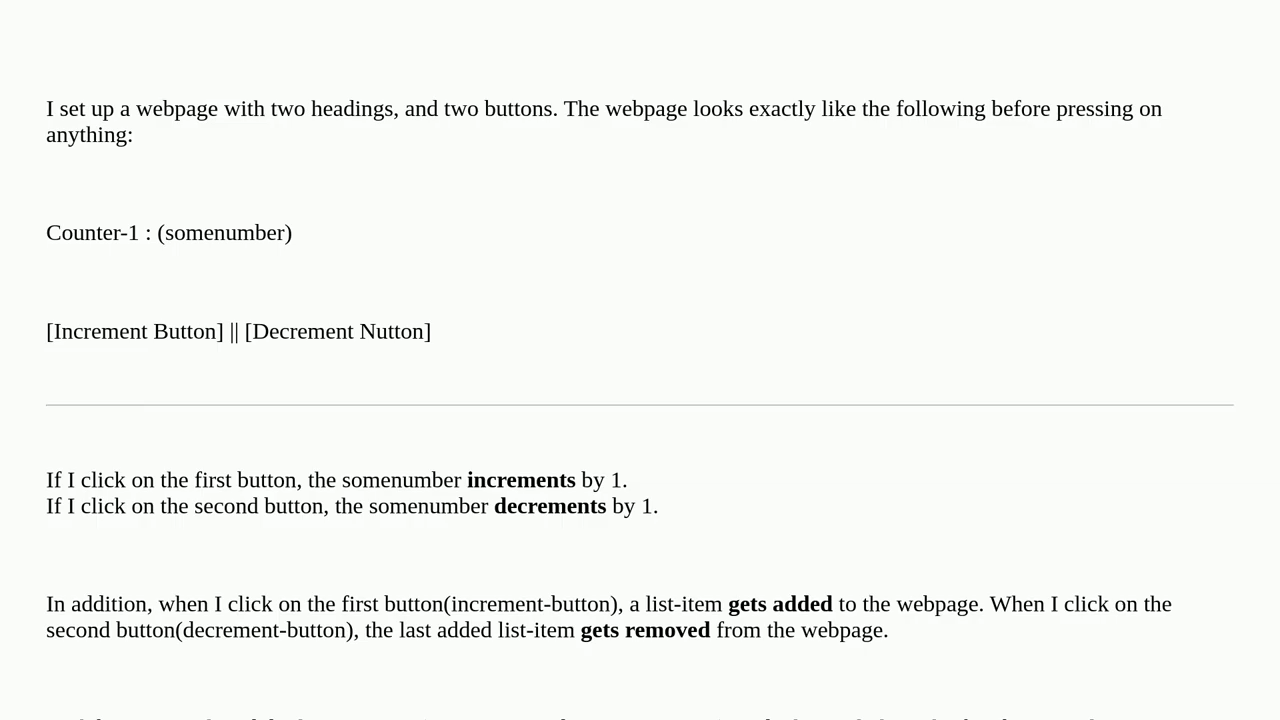 I set up a webpage with two headings, and two buttons. The webpage looks exactly like the following before pressing on
anything:
Counter-1 : (somenumber)
[Increment Button] || [Decrement Nutton]
If I click on the first button, the somenumber increments by 1.
If I click on the second button, the somenumber decrements by 1.
In addition, when I click on the first button(increment-button), a list-item gets added to the webpage. When I click on the
second button(decrement-button), the last added list-item gets removed from the webpage.